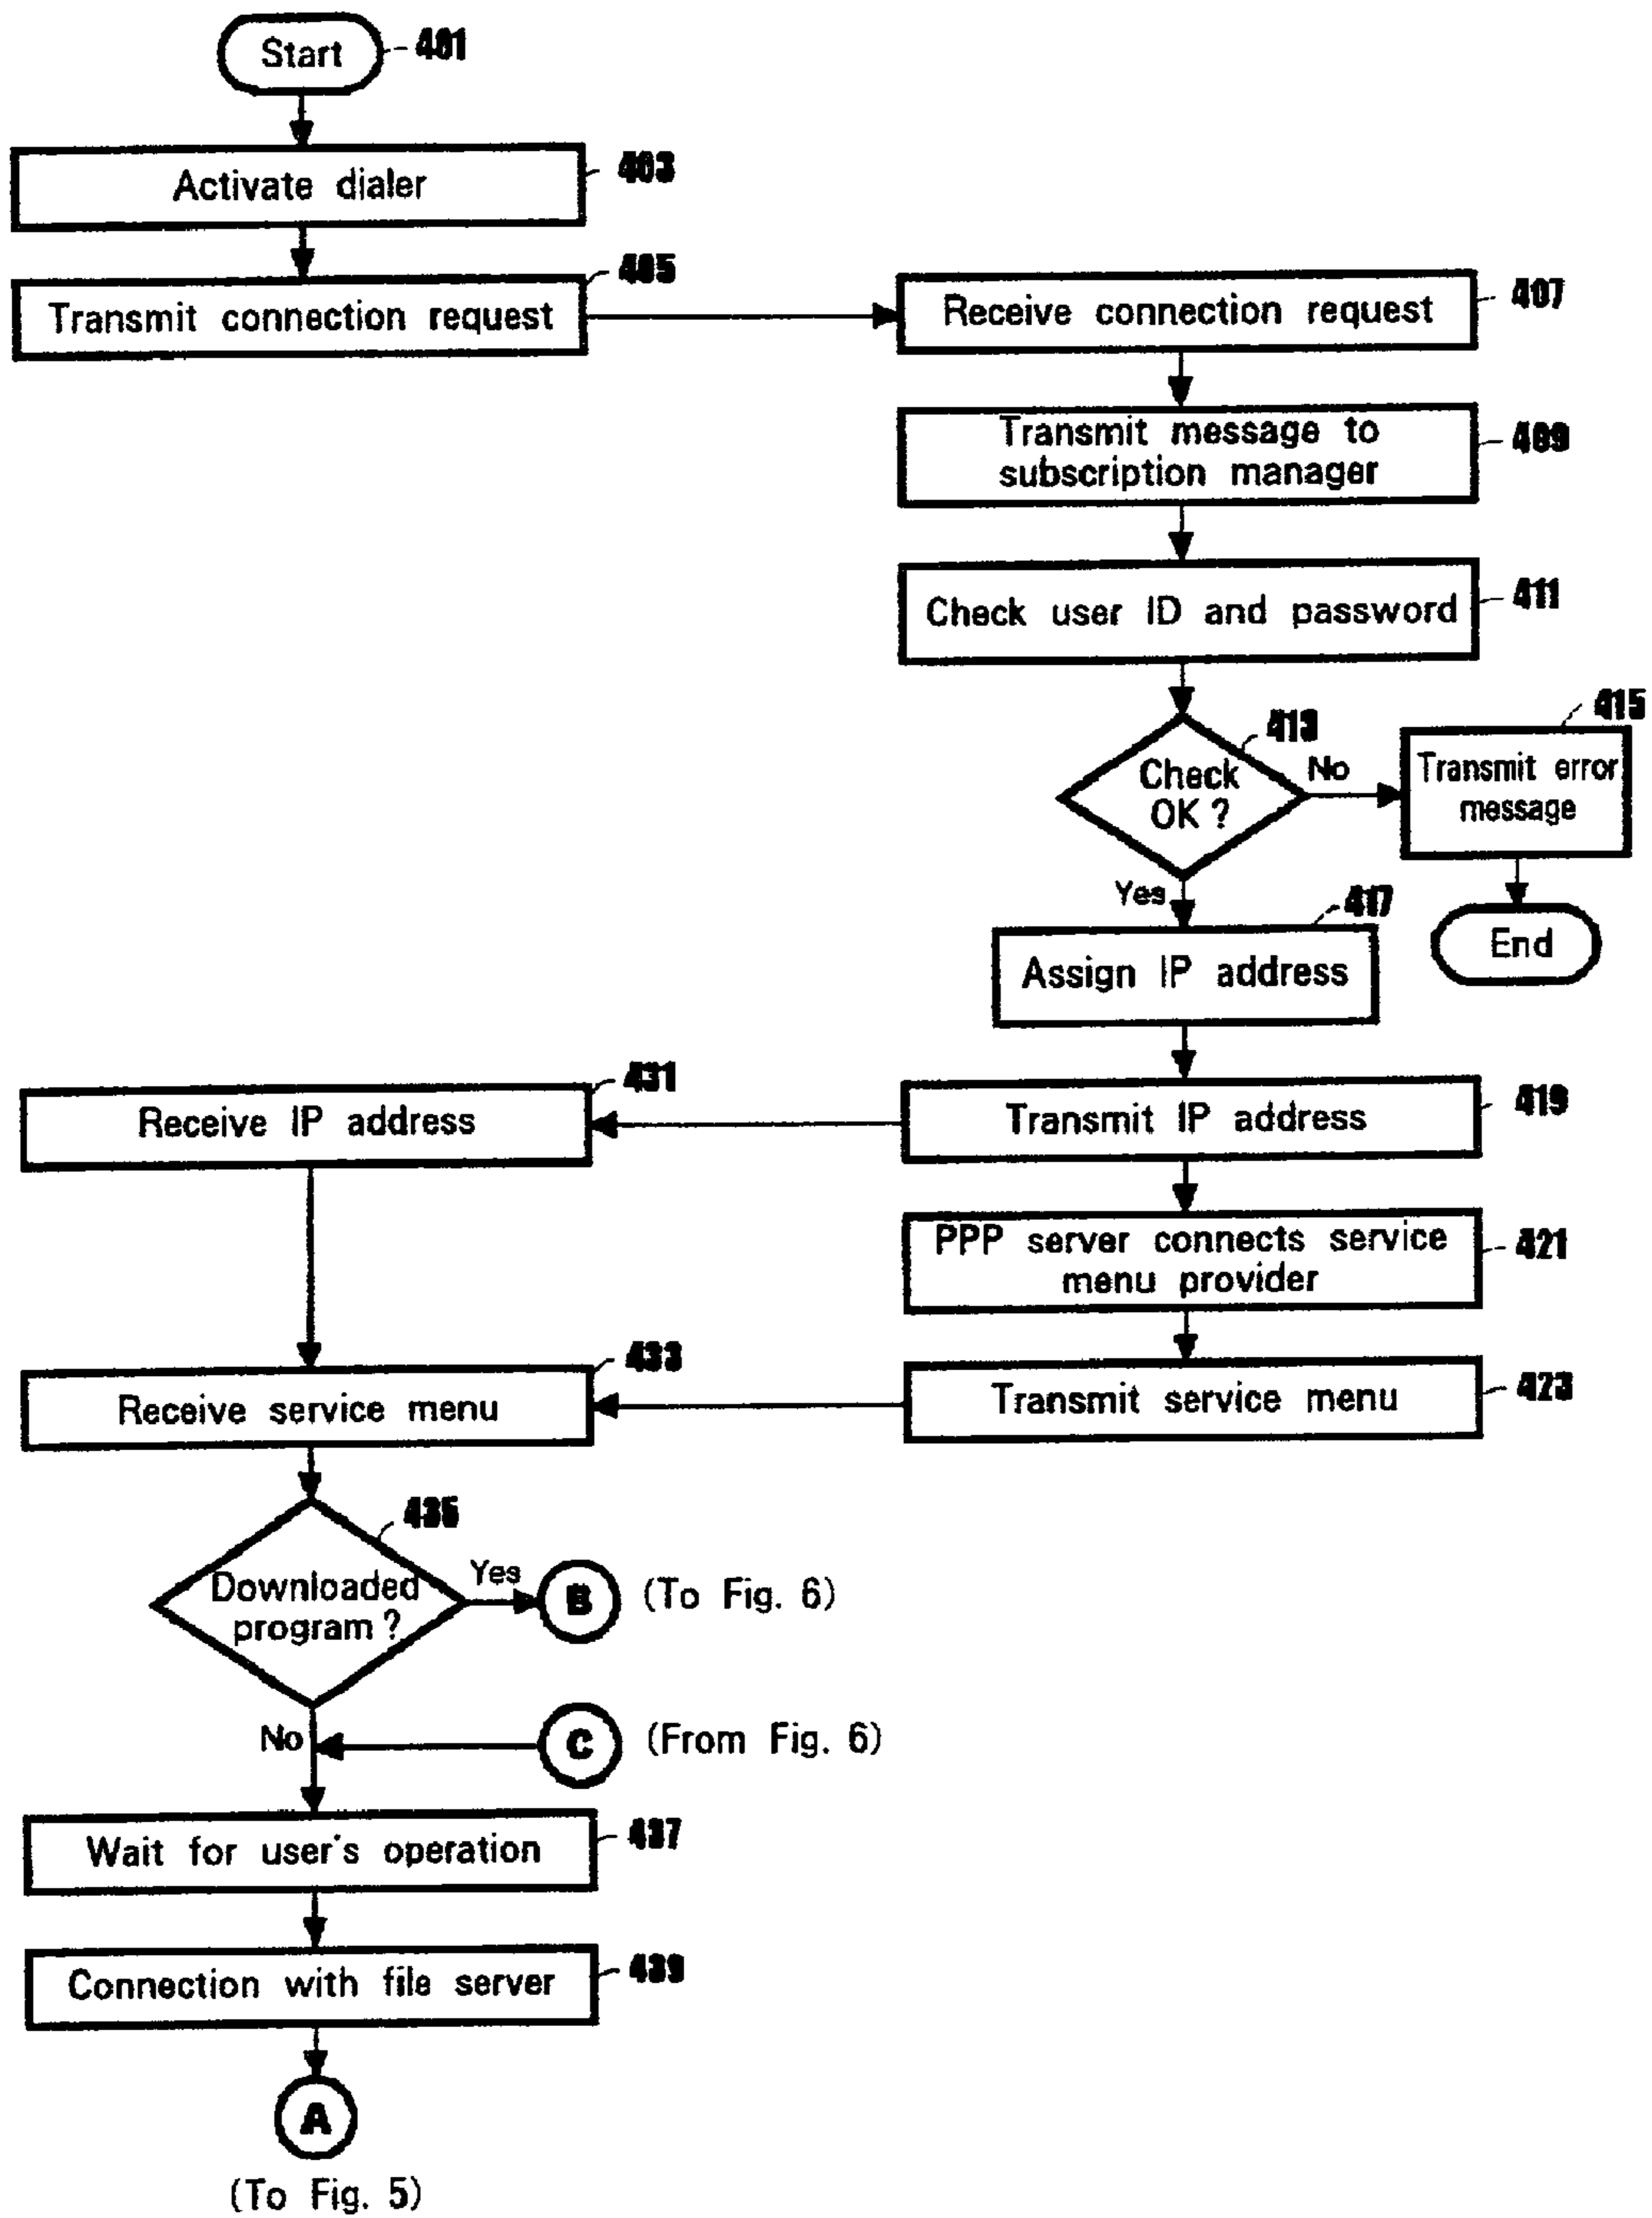 Start
401
Activate dialer
403
Transmit connection request
405
Receive connection request
407
Transmit message to
subscription manager
409
Check user ID and password
411
Check
OK ?
413
No
Transmit error
message
415
End
Yes
Assign IP address
417
Transmit IP address
419
Receive IP address
431
PPP server connects service
menu provider
421
Transmit service menu
423
Receive service menu
433
Downloaded
program ?
435
Yes
B
(To Fig. 6)
No
C
(From Fig. 6)
Wait for user's operation
437
Connection with file server
439
A
(To Fig. 5)